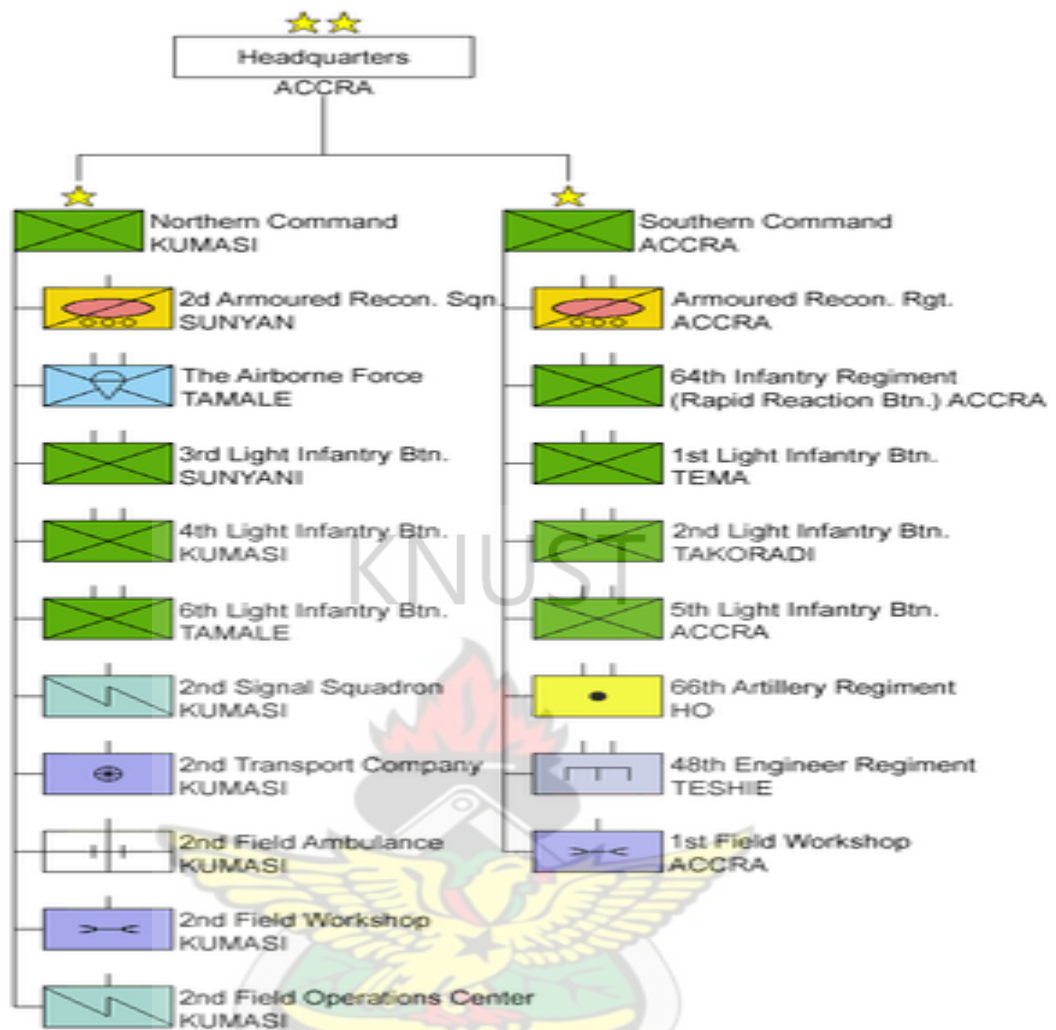 Headquarters
ACCRA
Northern Command
KUMASI
2d Armoured Recon. Sqn.
SUNYAN
The Airborne Force
TAMALE
3rd Light Infantry Btn.
SUNYANI
4th Light Infantry Btn.
KUMASI
6th Light Infantry Btn.
TAMALE
2nd Signal Squadron
KUMASI
2nd Transport Company
KUMASI
2nd Field Ambulance
KUMASI
2nd Field Workshop
KUMASI
2nd Field Operations Center
KUMASI
Southern Command
ACCRA
Armoured Recon. Rgt.
ACCRA
64th Infantry Regiment
(Rapid Reaction Btn.) ACCRA
1st Light Infantry Btn.
TEMA
2nd Light Infantry Btn.
TAKORADI
5th Light Infantry Btn.
ACCRA
66th Artillery Regiment
HO
48th Engineer Regiment
TESHIE
1st Field Workshop
ACCRA
KNUST